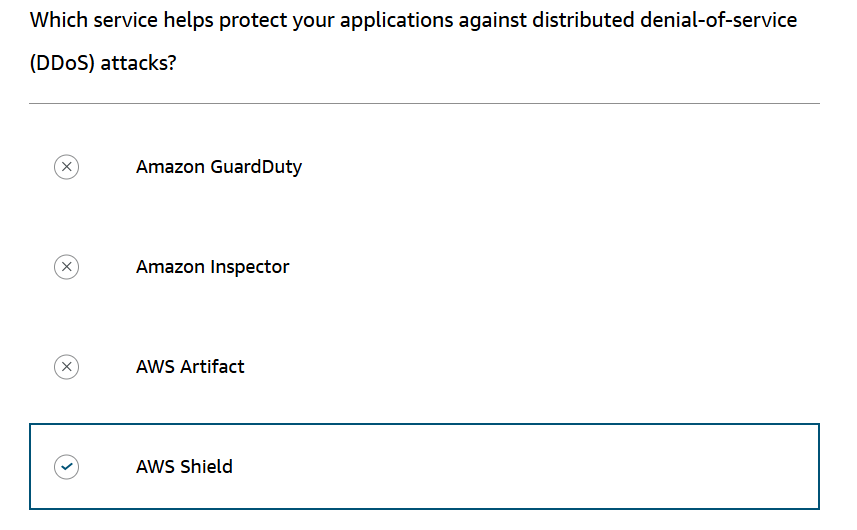 Which service helps protect your applications against distributed denial-of-service
(DDoS) attacks?
Amazon GuardDuty
Amazon Inspector
AWS Artifact
AWS Shield